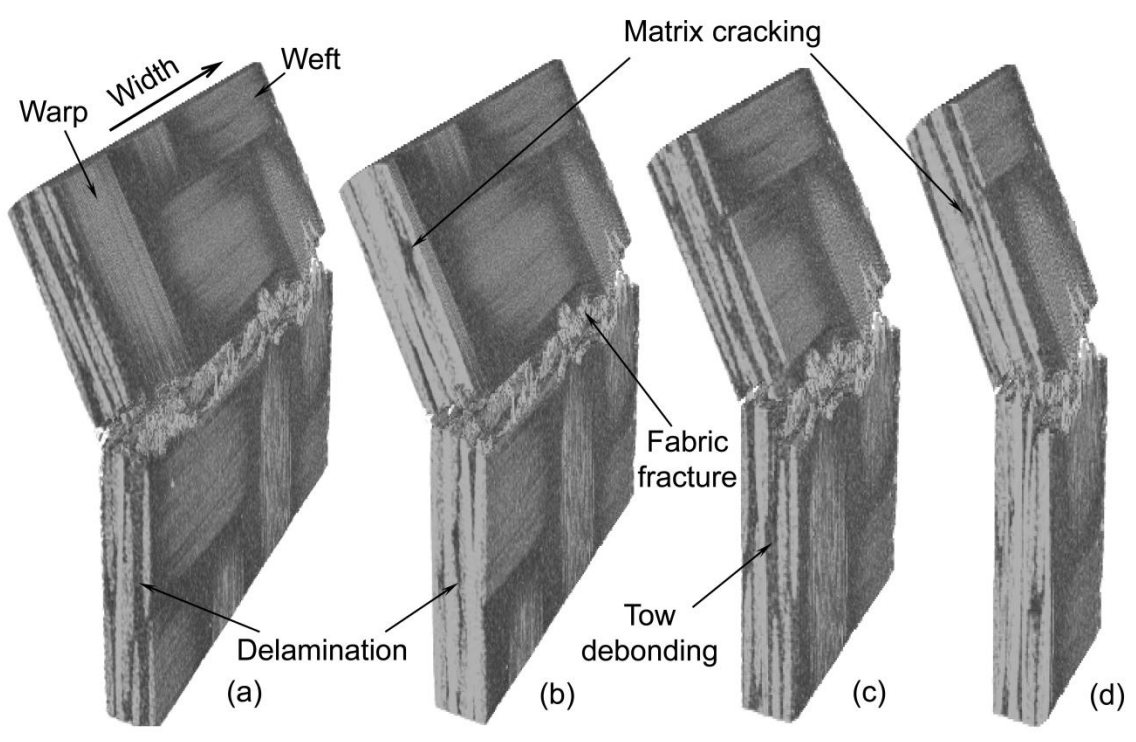 Matrix cracking
Weft
Width
Warp
Fabric
fracture
Tow
debonding
Delamination
(a)
(b)
(c)
(d)